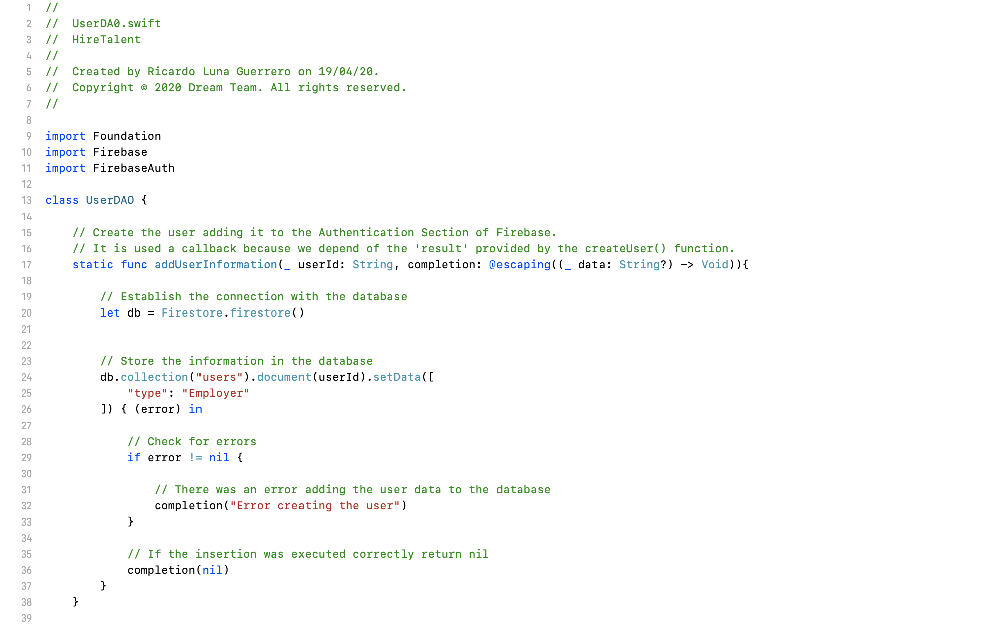 1 //
2 //  UserDA0.swift
3 //  HireTalent
4 //
5 //  Created by Ricardo Luna Guerrero on 19/04/20.
6 //  Copyright © 2020 Dream Team. All rights reserved.
7 //
8
9 import Foundation
10 import Firebase
11 import FirebaseAuth
12
13 class UserDAO {
14
15     // Create the user adding it to the Authentication Section of Firebase.
16     // It is used a callback because we depend of the 'result' provided by the createUser() function.
17     static func addUserInformation(_ userId: String, completion: @escaping((_ data: String?) -> Void)){
18
19         // Establish the connection with the database
20         let db = Firestore.firestore()
21
22
23         // Store the information in the database
24         db.collection("users").document(userId).setData([
25             "type": "Employer"
26         ]) { (error) in
27
28             // Check for errors
29             if error != nil {
30
31                 // There was an error adding the user data to the database
32                 completion("Error creating the user")
33             }
34
35             // If the insertion was executed correctly return nil
36             completion(nil)
37         }
38     }
39